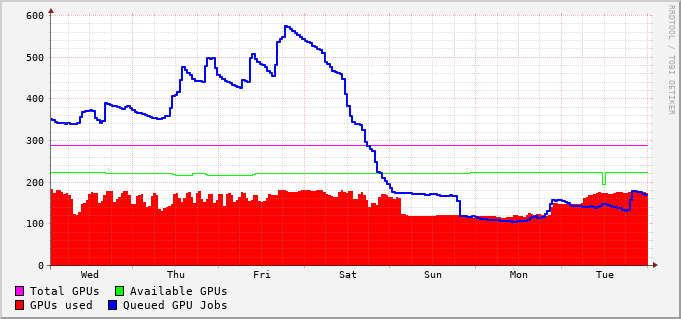 600
500
400
300
200
100
0
Wed Thu Fri Sat Sun Mon Tue
Total GPUs Available GPUs
GPUs used Queued GPU Jobs
RRDTOOL / TOBI OETIKER